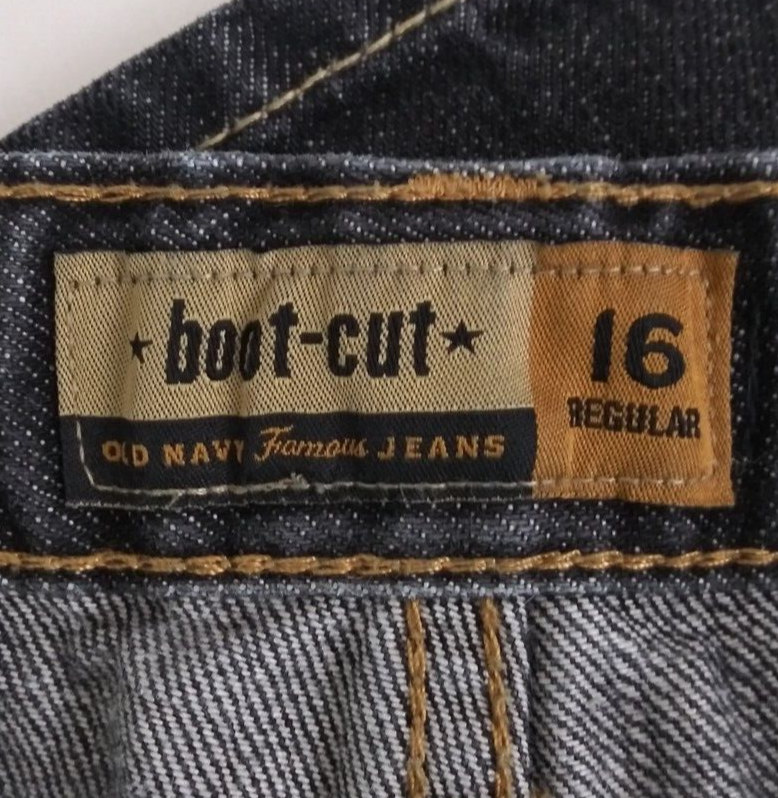 ★boot-cut★
OLD NAVY Famous JEANS
16
REGULAR